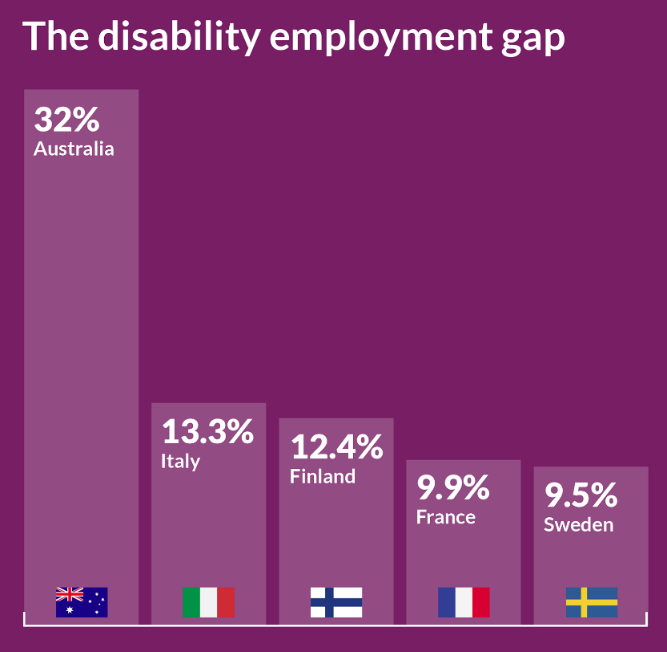 The disability employment gap
32%
Australia
13.3%
Italy
12.4%
Finland
9.9%
France
9.5%
Sweden